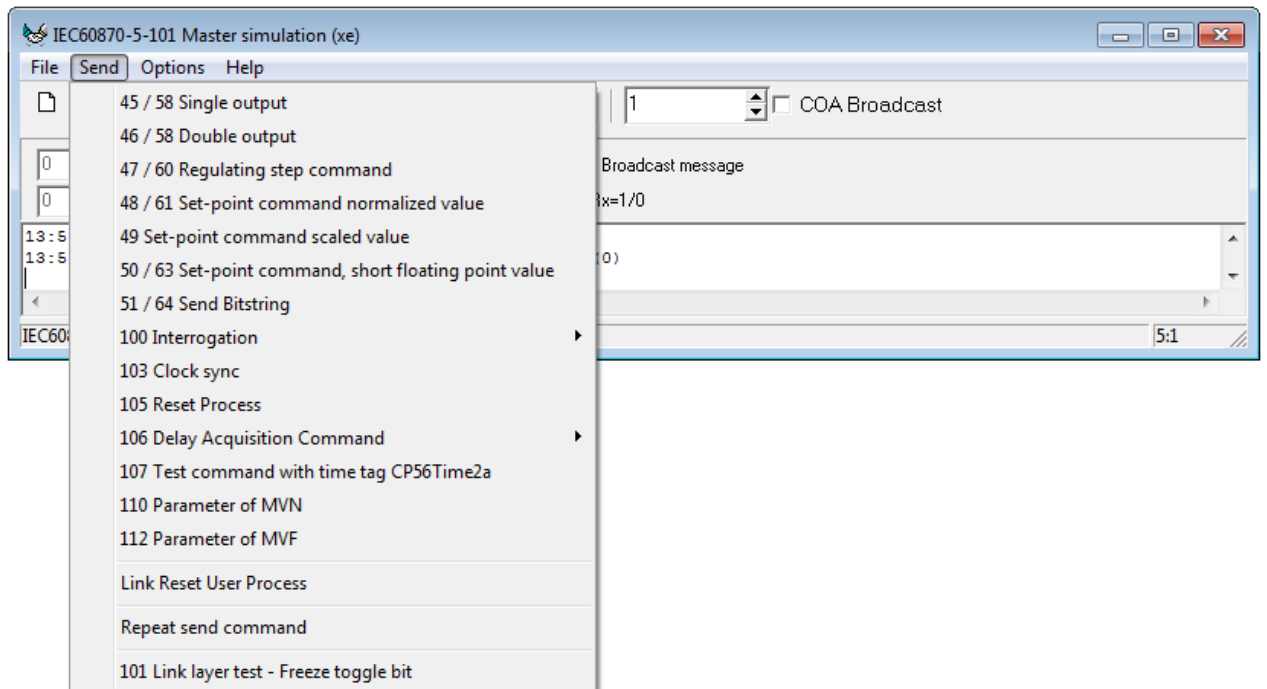 IEC60870-5-101 Master simulation (xe)
File Send Options Help
45 / 58 Single output
1 COA Broadcast
46 / 58 Double output
0 47 / 60 Regulating step command Broadcast message
0 48 / 61 Set-point command normalized value Rx=1/0
13:5 49 Set-point command scaled value
13:5 50 / 63 Set-point command, short floating point value (0)
51 / 64 Send Bitstring
IEC60 100 Interrogation 5:1
103 Clock sync
105 Reset Process
106 Delay Acquisition Command
107 Test command with time tag CP56Time2a
110 Parameter of MVN
112 Parameter of MVF
Link Reset User Process
Repeat send command
101 Link layer test - Freeze toggle bit